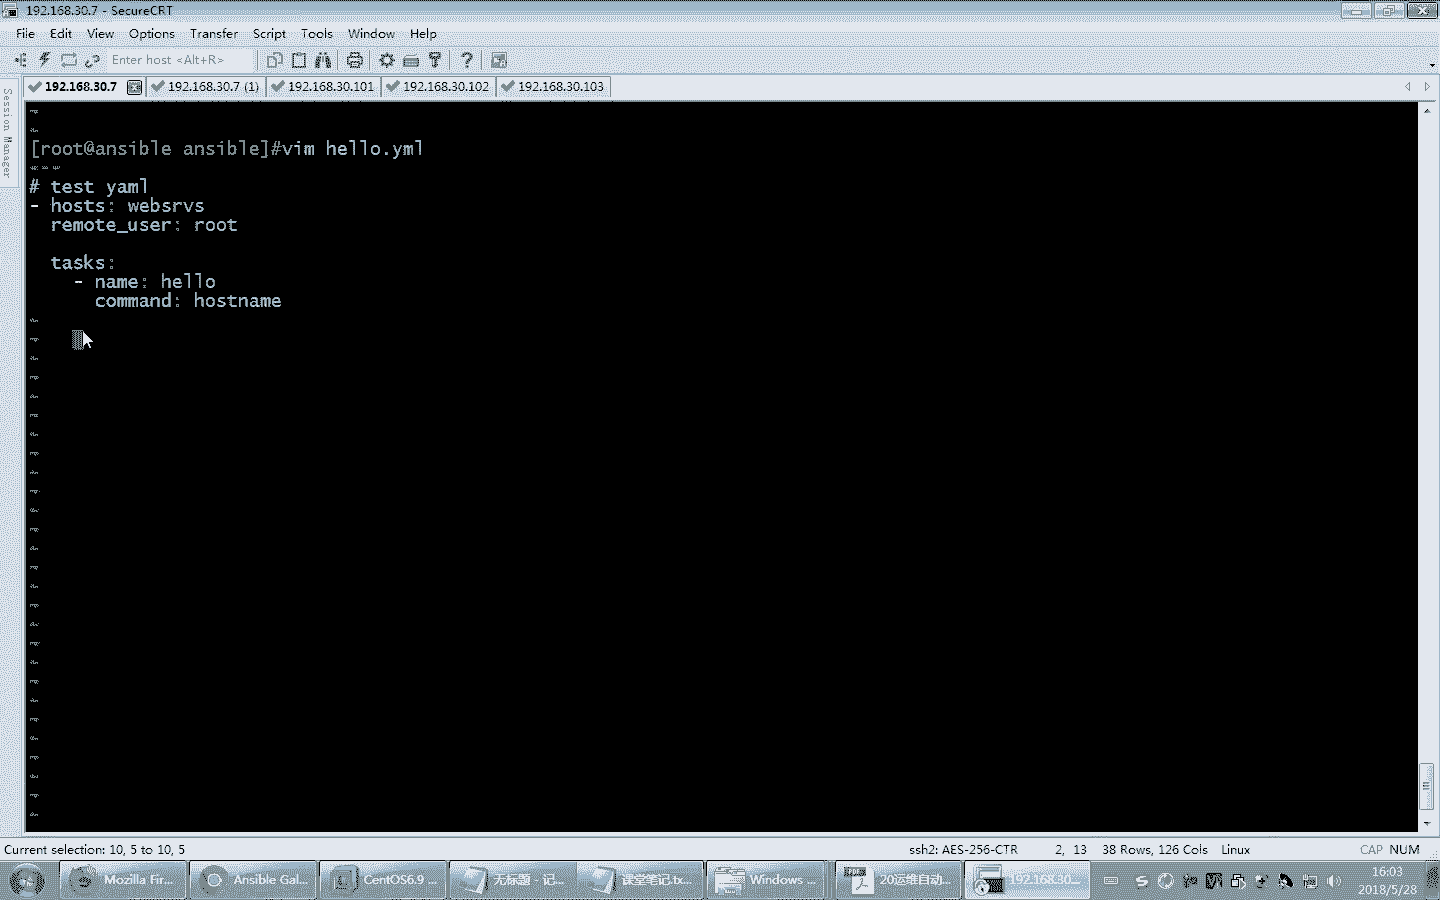 192.168.30.7 - SecureCRT
File Edit View Options Transfer Script Tools Window Help
Enter host <Alt+R>
192.168.30.7 192.168.30.7 (1) 192.168.30.101 192.168.30.102 192.168.30.103
Session Manager
[root@ansible ansible]#vim hello.yml
---
# test yaml
- hosts: websrvs
remote_user: root
tasks:
- name: hello
command: hostname
Current selection: 10, 5 to 10, 5
ssh2: AES-256-CTR 2, 13 38 Rows, 126 Cols Linux CAP NUM
Mozilla Fir... Ansible Gal... CentOS6.9 ... 无标题 - 记... 课堂笔记.tx... Windows ... 20运维自动... 192.168.30....
16:03
2018/5/28